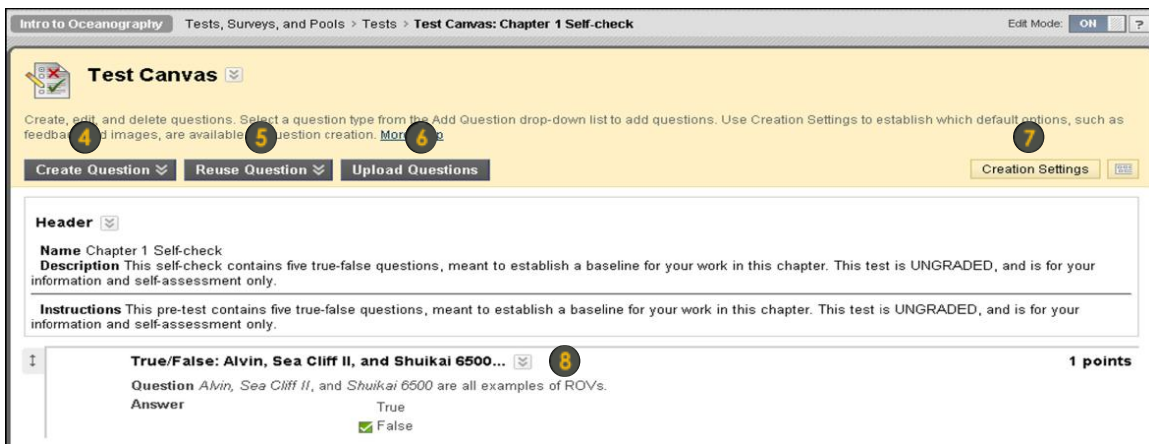 Intro to Oceanography Tests, Surveys, and Pools > Tests > Test Canvas: Chapter 1 Self-check Edit Mode: ON ?
Test Canvas
Create, edit, and delete questions. Select a question type from the Add Question drop-down list to add questions. Use Creation Settings to establish which default options, such as
images, are available question creation. More
4 5 6 7
Create Question Reuse Question Upload Questions Creation Settings
Header
Name Chapter 1 Self-check
Description This self-check contains five true-false questions, meant to establish a baseline for your work in this chapter. This test is UNGRADED, and is for your
information and self-assessment only.
Instructions This pre-test contains five true-false questions, meant to establish a baseline for your work in this chapter. This test is UNGRADED, and is for your
information and self-assessment only.
True/False: Alvin, Sea Cliff II, and Shuikai 6500... 8 1 points
Question Alvin, Sea Cliff II, and Shuikai 6500 are all examples of ROVs.
Answer True
False